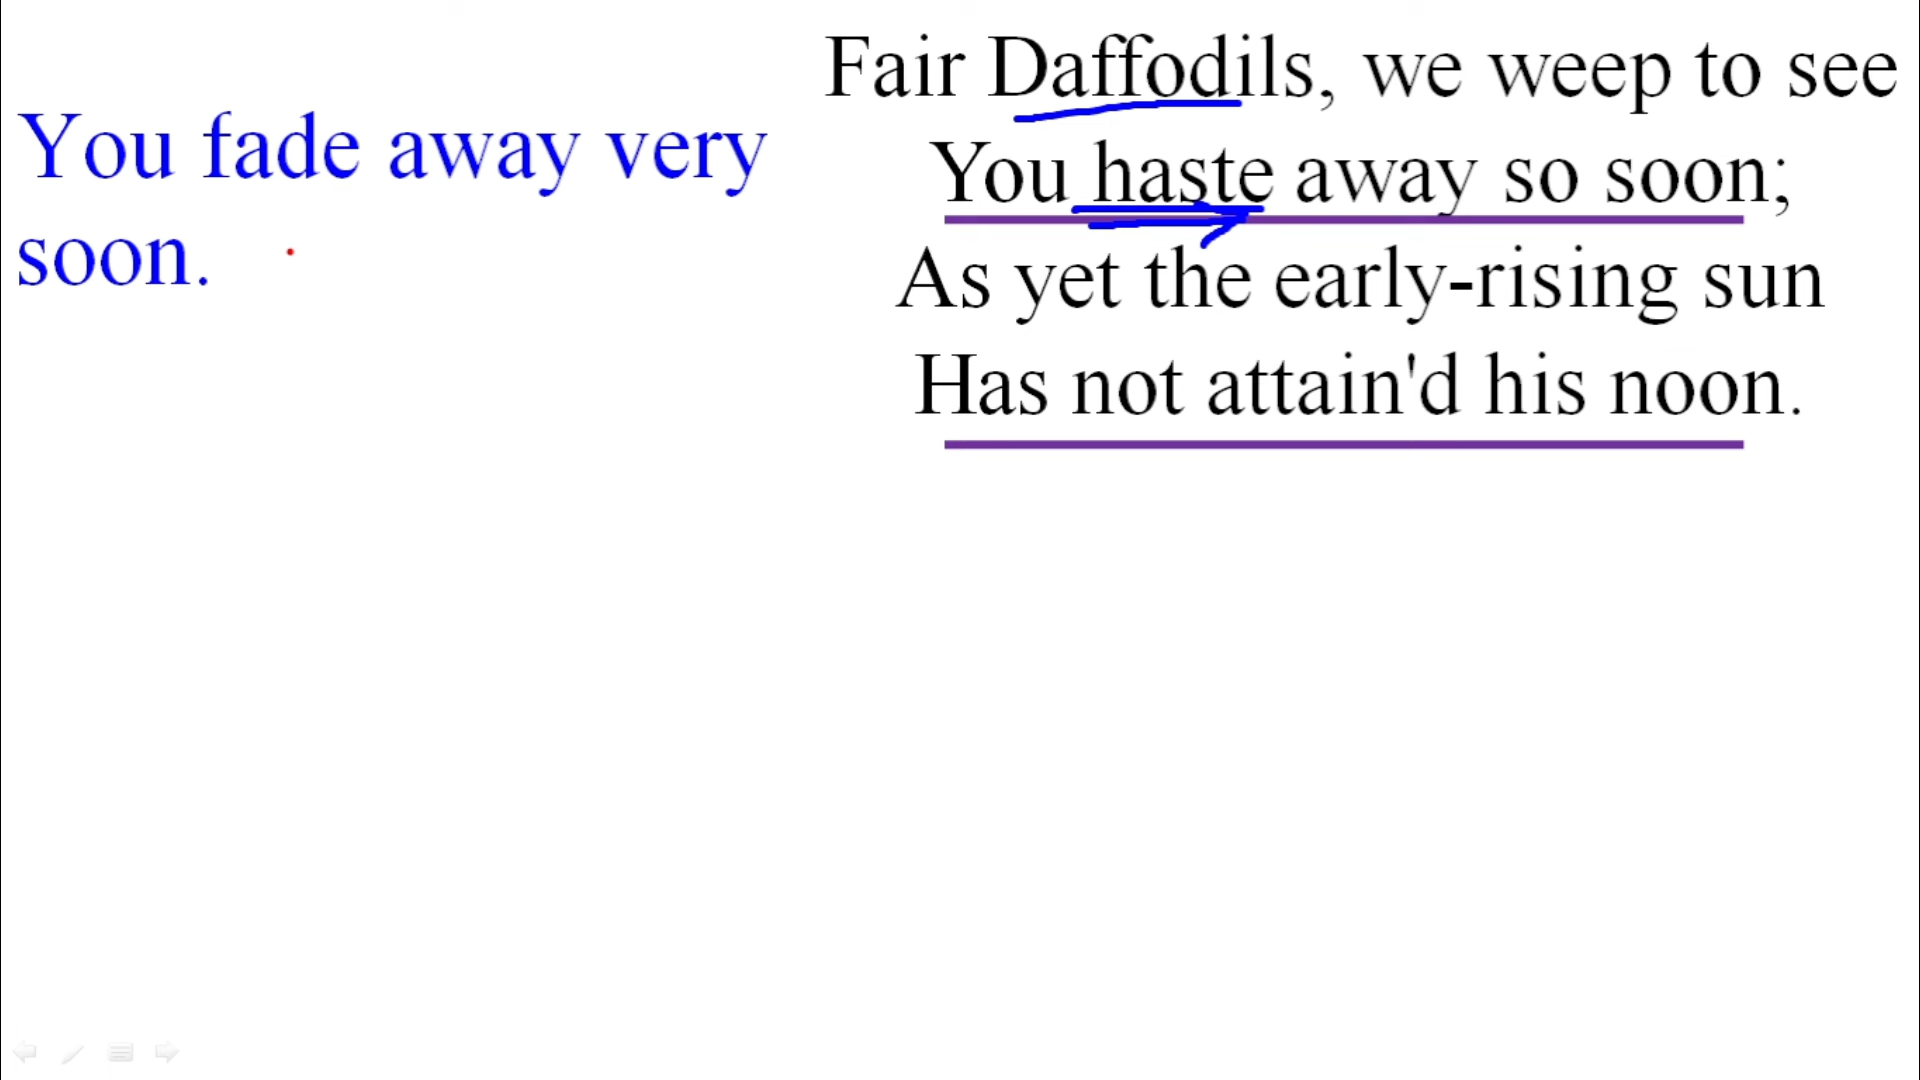 You fade away very
soon.
Fair Daffodils, we weep to see
You haste away so soon;
As yet the early-rising sun
Has not attain'd his noon.